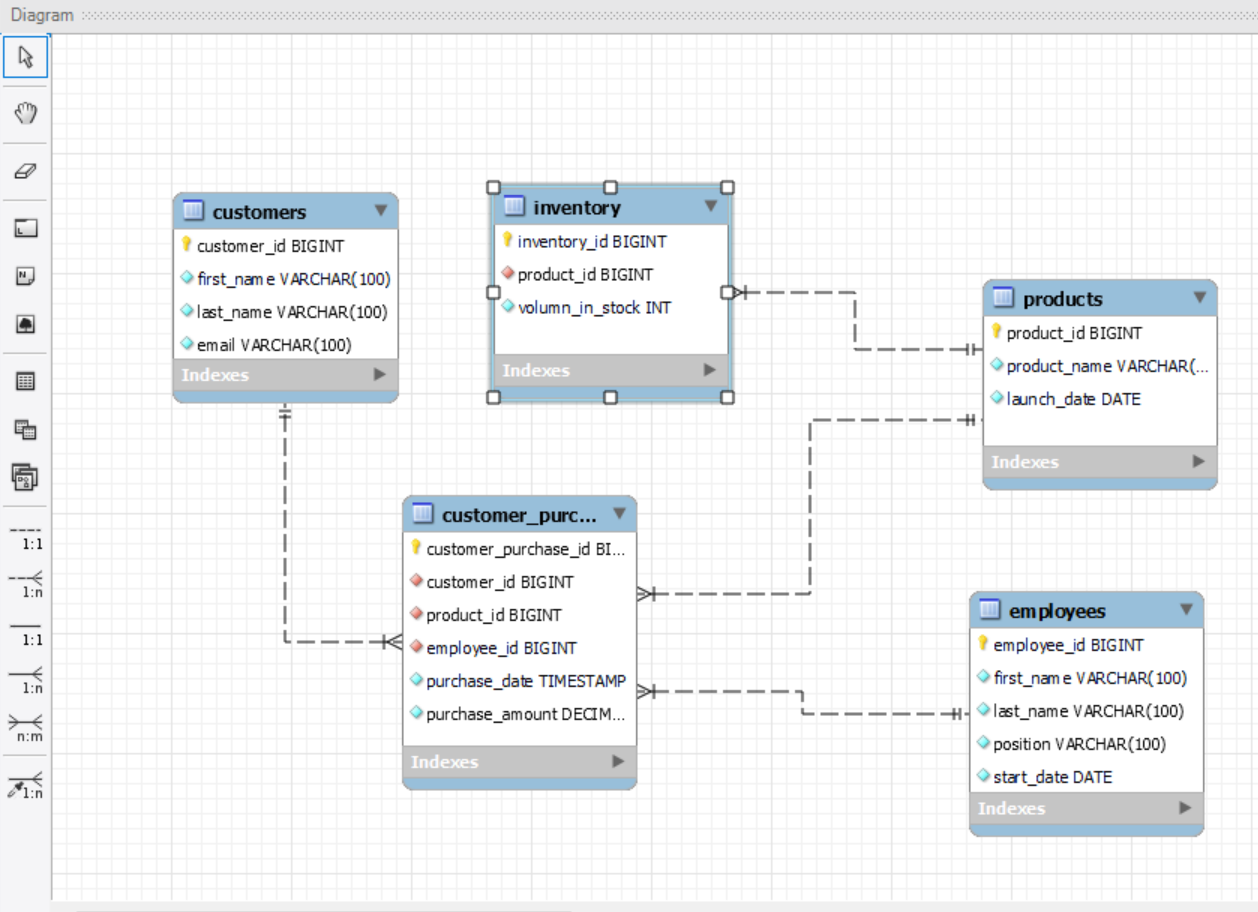 Diagram
customers
customer_id BIGINT
first_name VARCHAR(100)
last_name VARCHAR(100)
email VARCHAR(100)
Indexes
inventory
inventory_id BIGINT
product_id BIGINT
volumn_in_stock INT
Indexes
products
product_id BIGINT
product_name VARCHAR(...
launch_date DATE
Indexes
customer_purc...
customer_purchase_id BI...
customer_id BIGINT
product_id BIGINT
employee_id BIGINT
purchase_date TIMESTAMP
purchase_amount DECIM...
Indexes
employees
employee_id BIGINT
first_name VARCHAR(100)
last_name VARCHAR(100)
position VARCHAR(100)
start_date DATE
Indexes
N
1:1
1:n
1:1
1:n
n:m
1:n